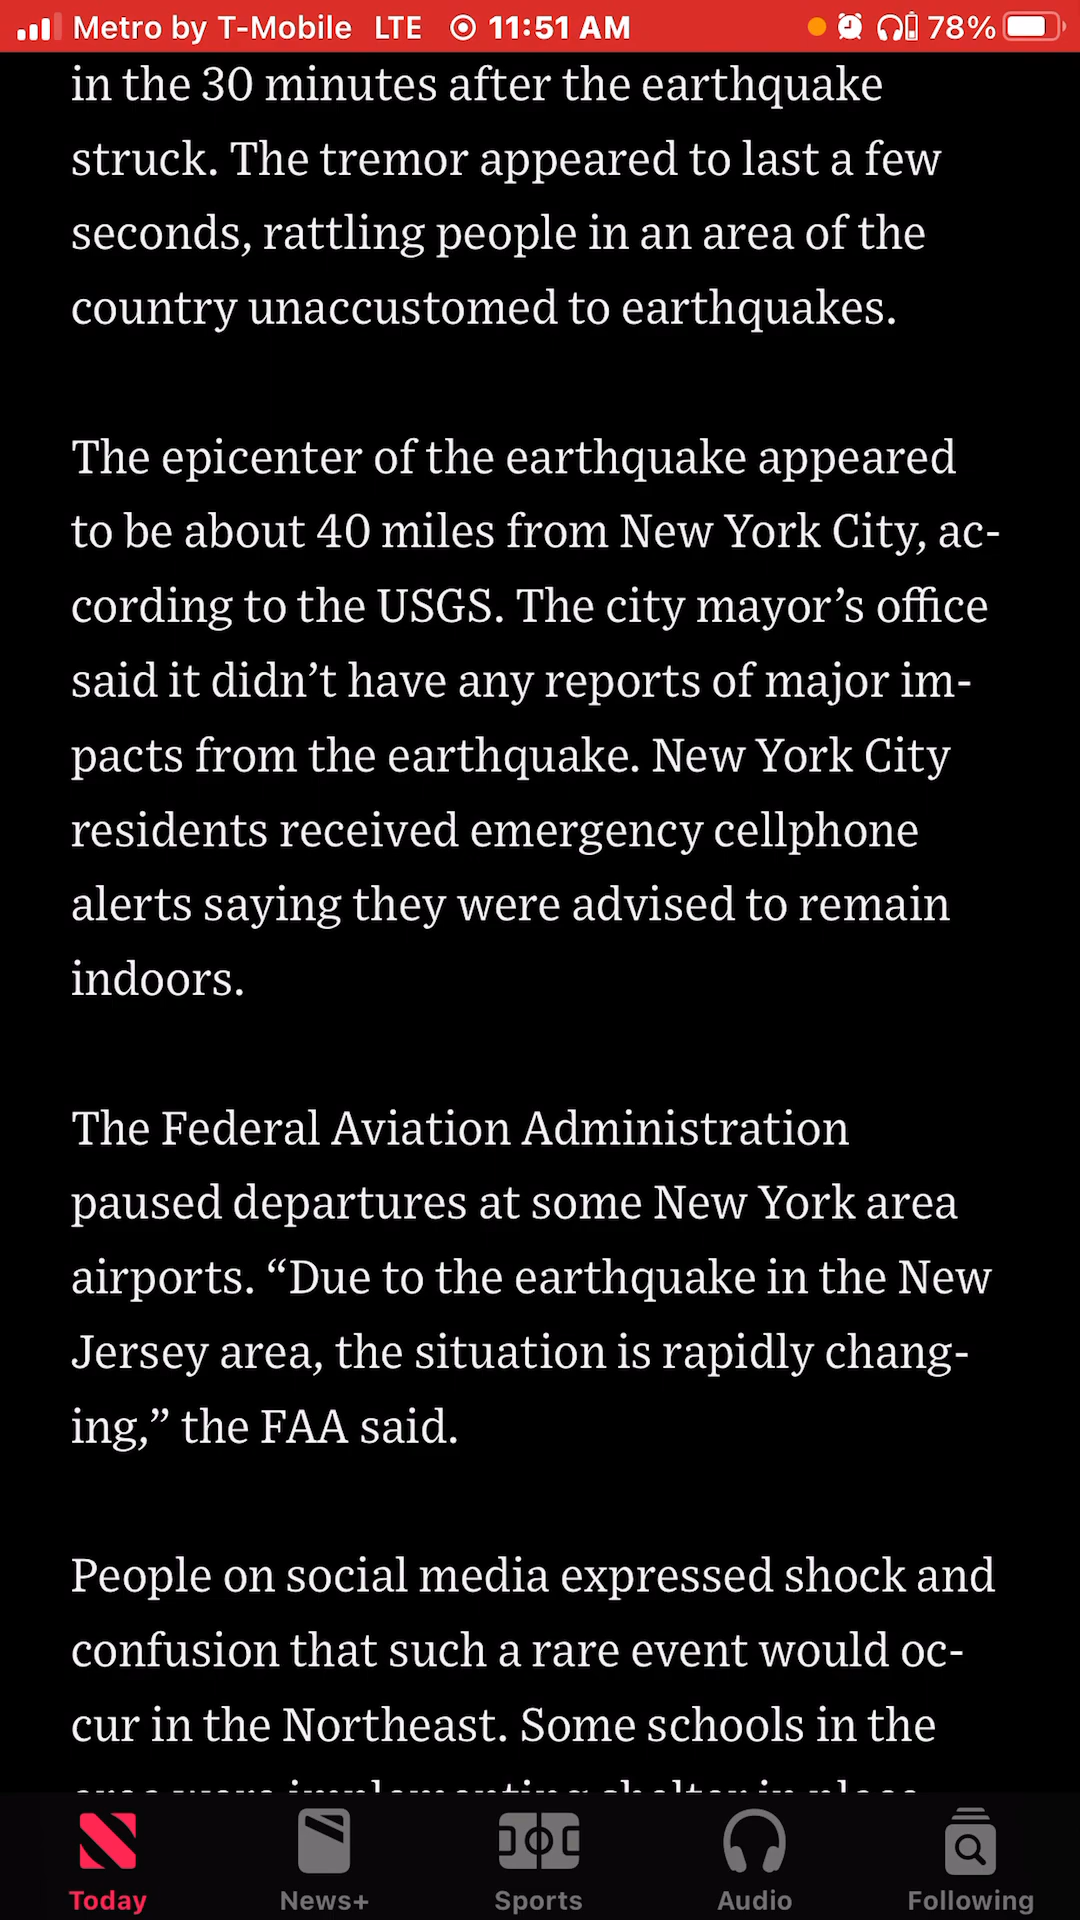 Metro by T-Mobile LTE 11:51 AM 78%
in the 30 minutes after the earthquake
struck. The tremor appeared to last a few
seconds, rattling people in an area of the
country unaccustomed to earthquakes.
The epicenter of the earthquake appeared
to be about 40 miles from New York City, ac-
cording to the USGS. The city mayor’s office
said it didn’t have any reports of major im-
pacts from the earthquake. New York City
residents received emergency cellphone
alerts saying they were advised to remain
indoors.
The Federal Aviation Administration
paused departures at some New York area
airports. “Due to the earthquake in the New
Jersey area, the situation is rapidly chang-
ing,” the FAA said.
People on social media expressed shock and
confusion that such a rare event would oc-
cur in the Northeast. Some schools in the
area were implementing shelter in place
Today News+ Sports Audio Following